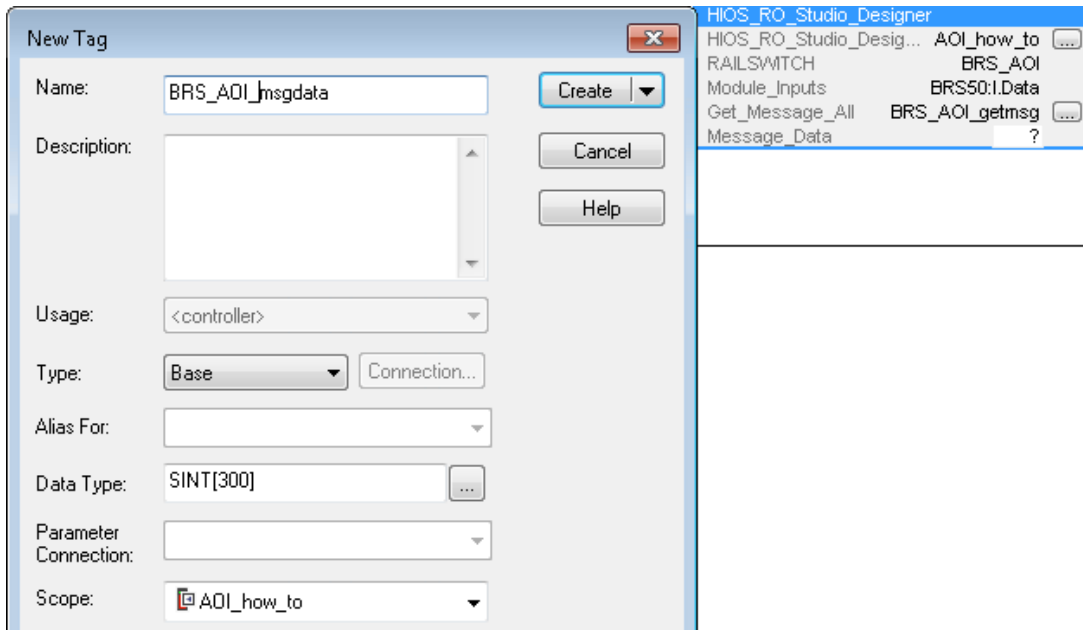 New Tag
Name: BRS_AOI_msgdata
Create
Description:
Cancel
Help
Usage: <controller>
Type: Base Connection...
Alias For:
Data Type: SINT[300] ...
Parameter
Connection:
Scope: AOI_how_to
HIOS_RO_Studio_Designer
HIOS_RO_Studio_Desig... AOI_how_to ...
RAILSWITCH BRS_AOI
Module_Inputs BRS50:I.Data
Get_Message_All BRS_AOI_getmsg ...
Message_Data ?